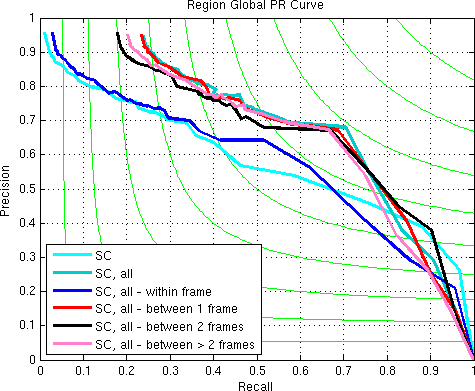 Region Global PR Curve
1
0.9
0.8
0.7
0.6
0.5
0.4
0.3
0.2
0.1
0
Precision
SC
SC, all
SC, all - within frame
SC, all - between 1 frame
SC, all - between 2 frames
SC, all - between > 2 frames
0 0.1 0.2 0.3 0.4 0.5 0.6 0.7 0.8 0.9
Recall